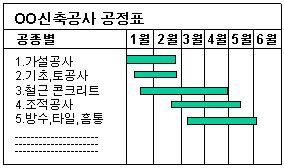 OO신축공사 공정표
공종별 1월 2월 3월 4월 5월 6월
1.가설공사
2.기초,토공사
3.철근 콘크리트
4.조적공사
5.방수,타일,홈통